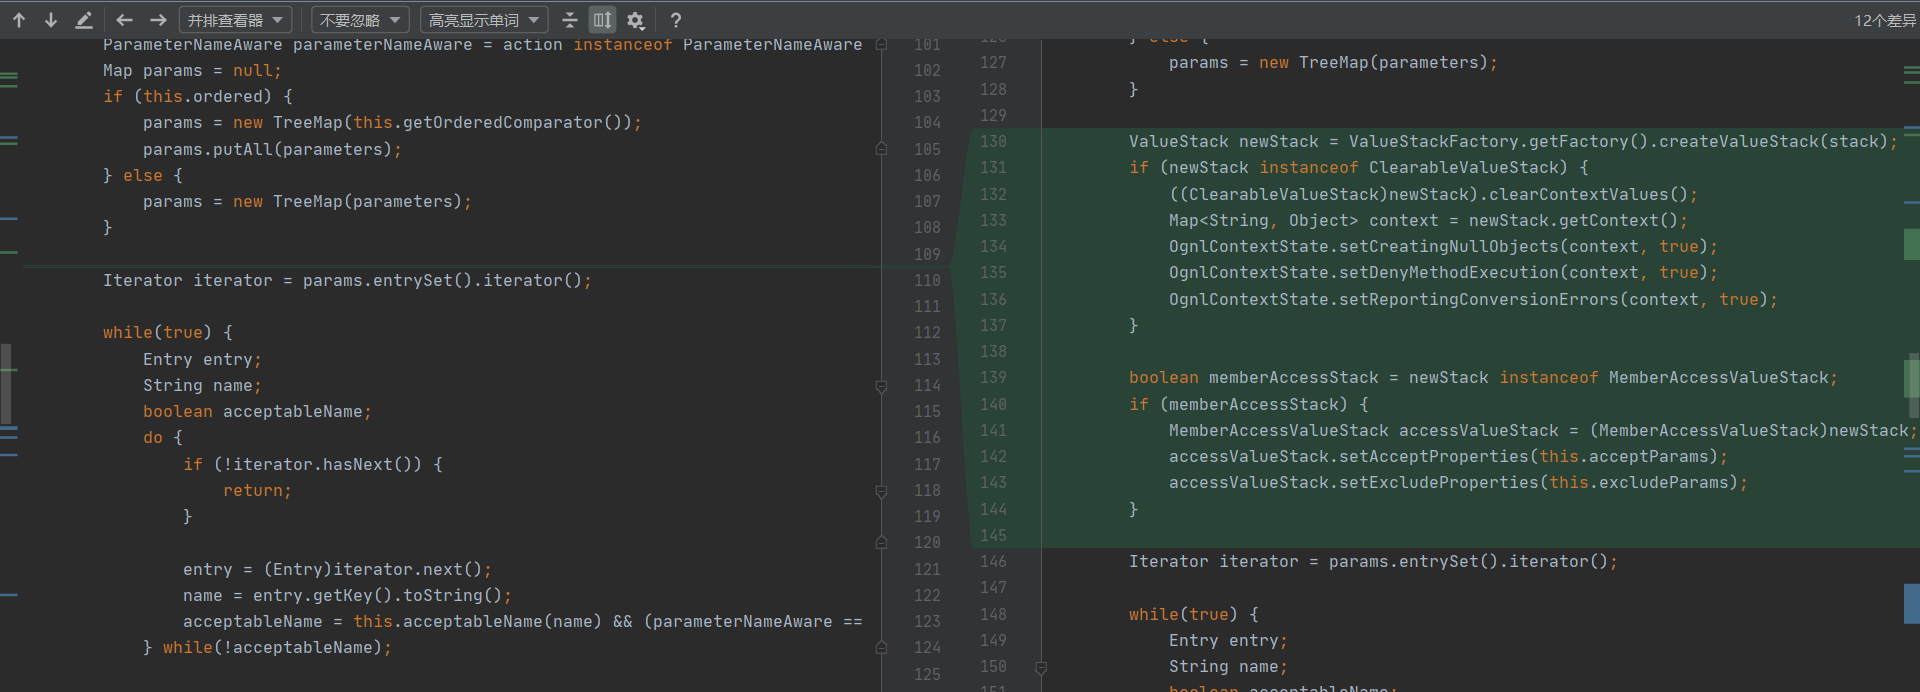 并排查看器 不要忽略 高亮显示单词 ? 12个差异
ParameterNameAware parameterNameAware = action instanceof ParameterNameAware 101
Map params = null; 102
if (this.ordered) { 103
params = new TreeMap(this.getOrderedComparator()); 104
params.putAll(parameters); 105
} else { 106
params = new TreeMap(parameters); 107
} 108
109
Iterator iterator = params.entrySet().iterator(); 110
111
while(true) { 112
Entry entry; 113
String name; 114
boolean acceptableName; 115
do { 116
if (!iterator.hasNext()) { 117
return; 118
} 119
120
entry = (Entry)iterator.next(); 121
name = entry.getKey().toString(); 122
acceptableName = this.acceptableName(name) && (parameterNameAware == 123
} while(!acceptableName); 124
125
126 } else {
127 params = new TreeMap(parameters);
128 }
129
130 ValueStack newStack = ValueStackFactory.getFactory().createValueStack(stack);
131 if (newStack instanceof ClearableValueStack) {
132 ((ClearableValueStack)newStack).clearContextValues();
133 Map<String, Object> context = newStack.getContext();
134 OgnlContextState.setCreatingNullObjects(context, true);
135 OgnlContextState.setDenyMethodExecution(context, true);
136 OgnlContextState.setReportingConversionErrors(context, true);
137 }
138
139 boolean memberAccessStack = newStack instanceof MemberAccessValueStack;
140 if (memberAccessStack) {
141 MemberAccessValueStack accessValueStack = (MemberAccessValueStack)newStack;
142 accessValueStack.setAcceptProperties(this.acceptParams);
143 accessValueStack.setExcludeProperties(this.excludeParams);
144 }
145
146 Iterator iterator = params.entrySet().iterator();
147
148 while(true) {
149 Entry entry;
150 String name;
151 boolean acceptableName;